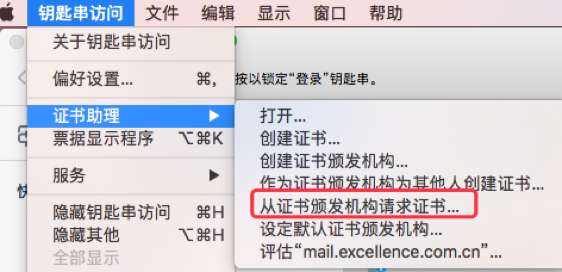 钥匙串访问 文件 编辑 显示 窗口 帮助
关于钥匙串访问
偏好设置... ⌘,
按以锁定“登录”钥匙串。
证书助理 ▶
票据显示程序 ⌥⌘K
服务 ▶
隐藏钥匙串访问 ⌘H
隐藏其他 ⌥⌘H
全部显示
打开...
创建证书...
创建证书颁发机构...
作为证书颁发机构为其他人创建证书...
从证书颁发机构请求证书...
设定默认证书颁发机构...
评估“mail.excellence.com.cn”...